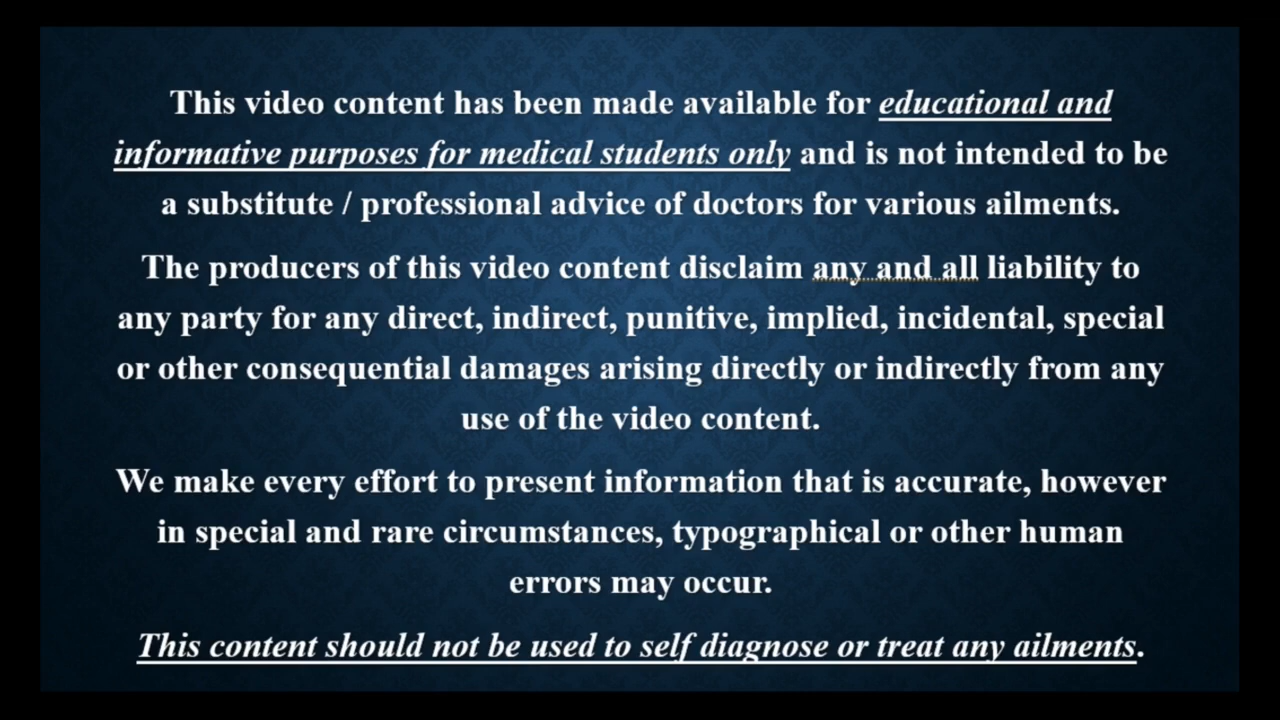 This video content has been made available for educational and
informative purposes for medical students only and is not intended to be
a substitute / professional advice of doctors for various ailments.
The producers of this video content disclaim any and all liability to
any party for any direct, indirect, punitive, implied, incidental, special
or other consequential damages arising directly or indirectly from any
use of the video content.
We make every effort to present information that is accurate, however
in special and rare circumstances, typographical or other human
errors may occur.
This content should not be used to self diagnose or treat any ailments.